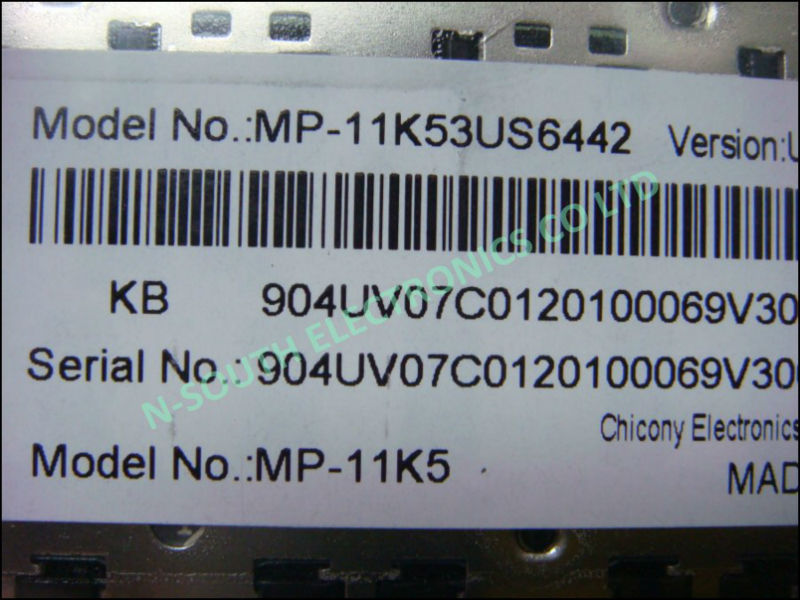 Model No.:MP-11K53US6442 Version:U
KB 904UV07C0120100069V30
Serial No.: 904UV07C0120100069V300
Chicony Electronics
Model No.:MP-11K5
MAD
N-SOUTH ELECTRONICS CO LTD